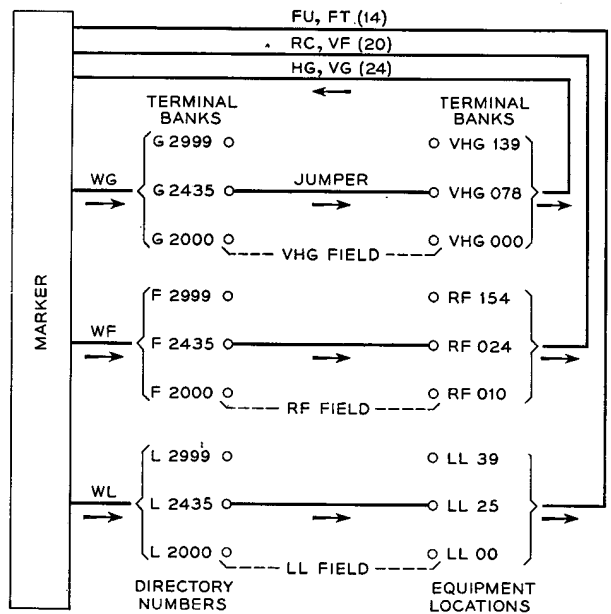 FU, FT (14)
RC, VF (20)
HG, VG (24)
TERMINAL
BANKS
TERMINAL
BANKS
G 2999
VHG 139
WG
G 2435
JUMPER
VHG 078
G 2000
VHG 000
VHG FIELD
MARKER
F 2999
RF 154
WF
F 2435
RF 024
F 2000
RF 010
RF FIELD
L 2999
LL 39
WL
L 2435
LL 25
L 2000
LL 00
LL FIELD
DIRECTORY
NUMBERS
EQUIPMENT
LOCATIONS